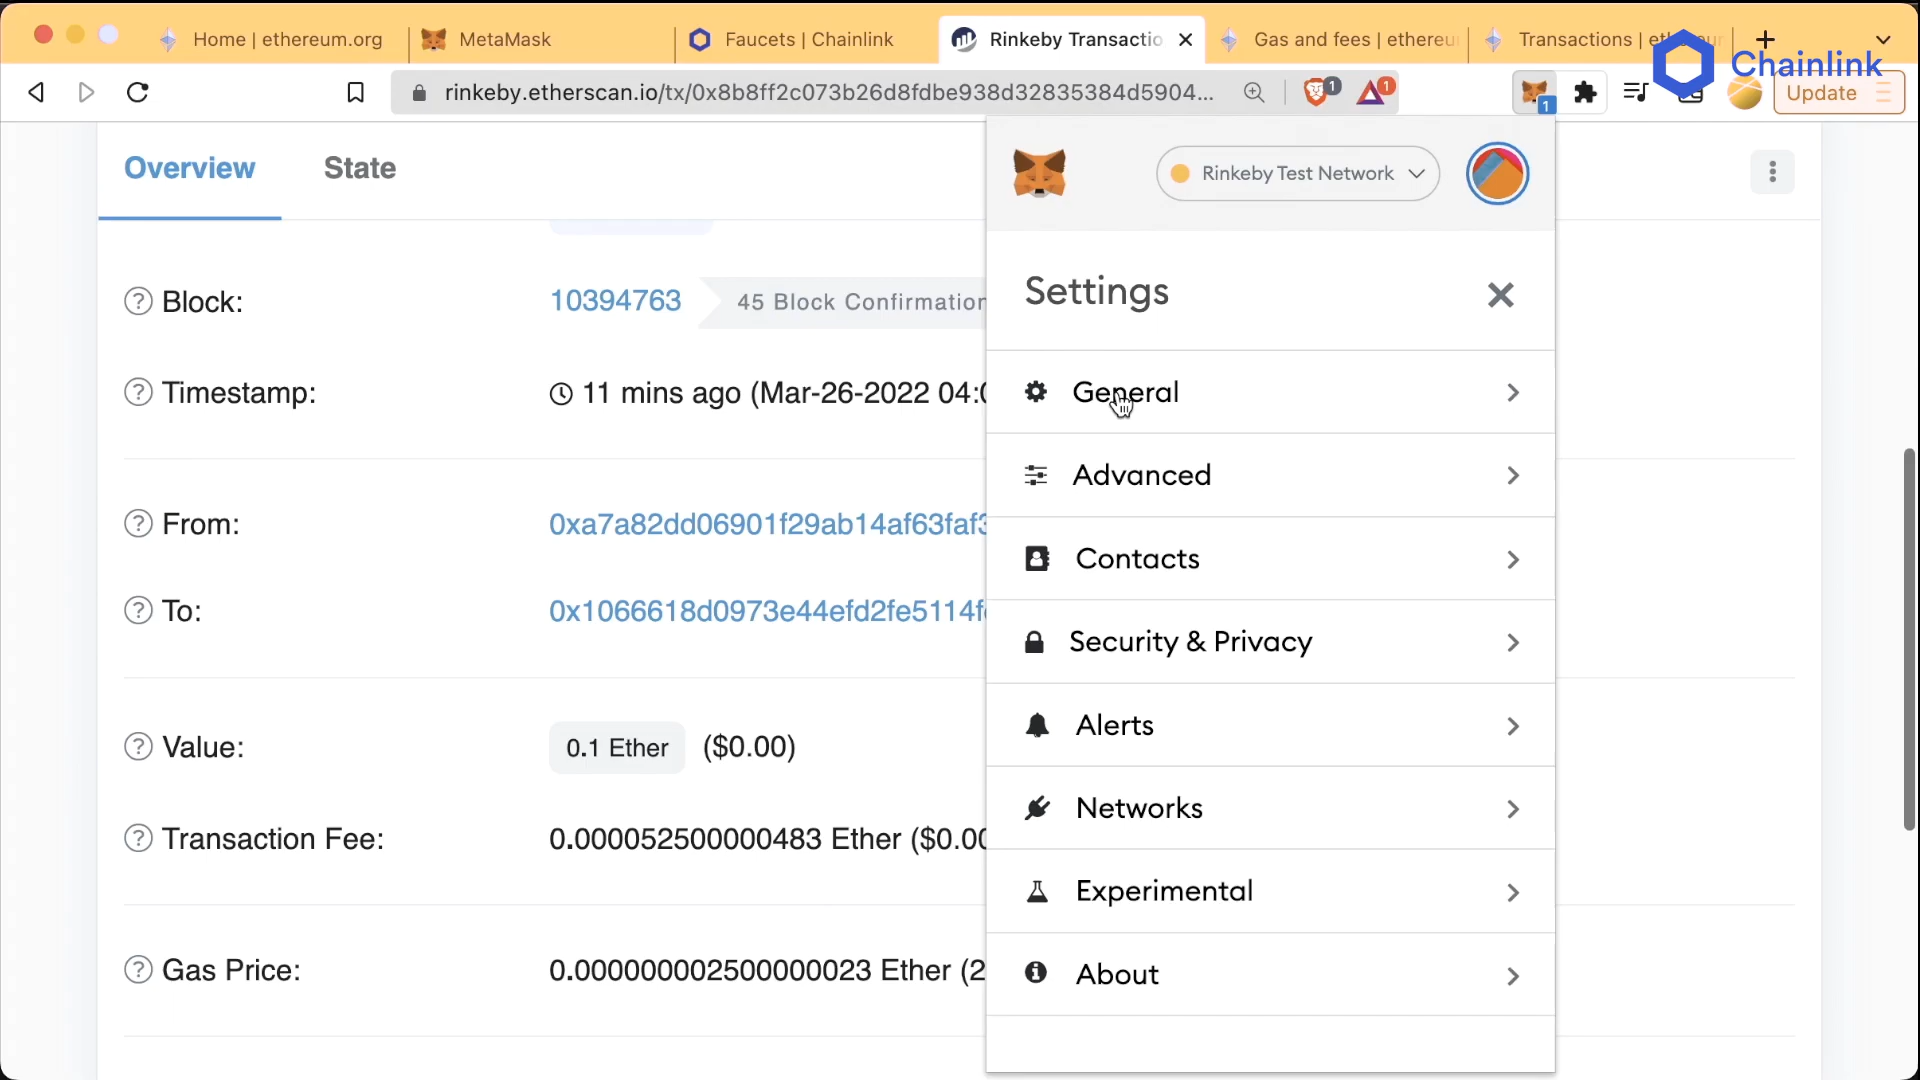 Home | ethereum.org
MetaMask
Faucets | Chainlink
Rinkeby Transactio
Gas and fees | ethereu
Transactions |
Chainlink
rinkeby.etherscan.io/tx/0x8b8ff2c073b26d8fdbe938d32835384d5904...
1
1
1
Update
Overview
State
Rinkeby Test Network
Settings
Block:
10394763
45 Block Confirmation
General
Timestamp:
11 mins ago (Mar-26-2022 04:0
Advanced
From:
0xa7a82dd06901f29ab14af63faf3
Contacts
To:
0x1066618d0973e44efd2fe5114f
Security & Privacy
Alerts
Value:
0.1 Ether
($0.00)
Networks
Transaction Fee:
0.000052500000483 Ether ($0.00
Experimental
Gas Price:
0.000000002500000023 Ether (2
About